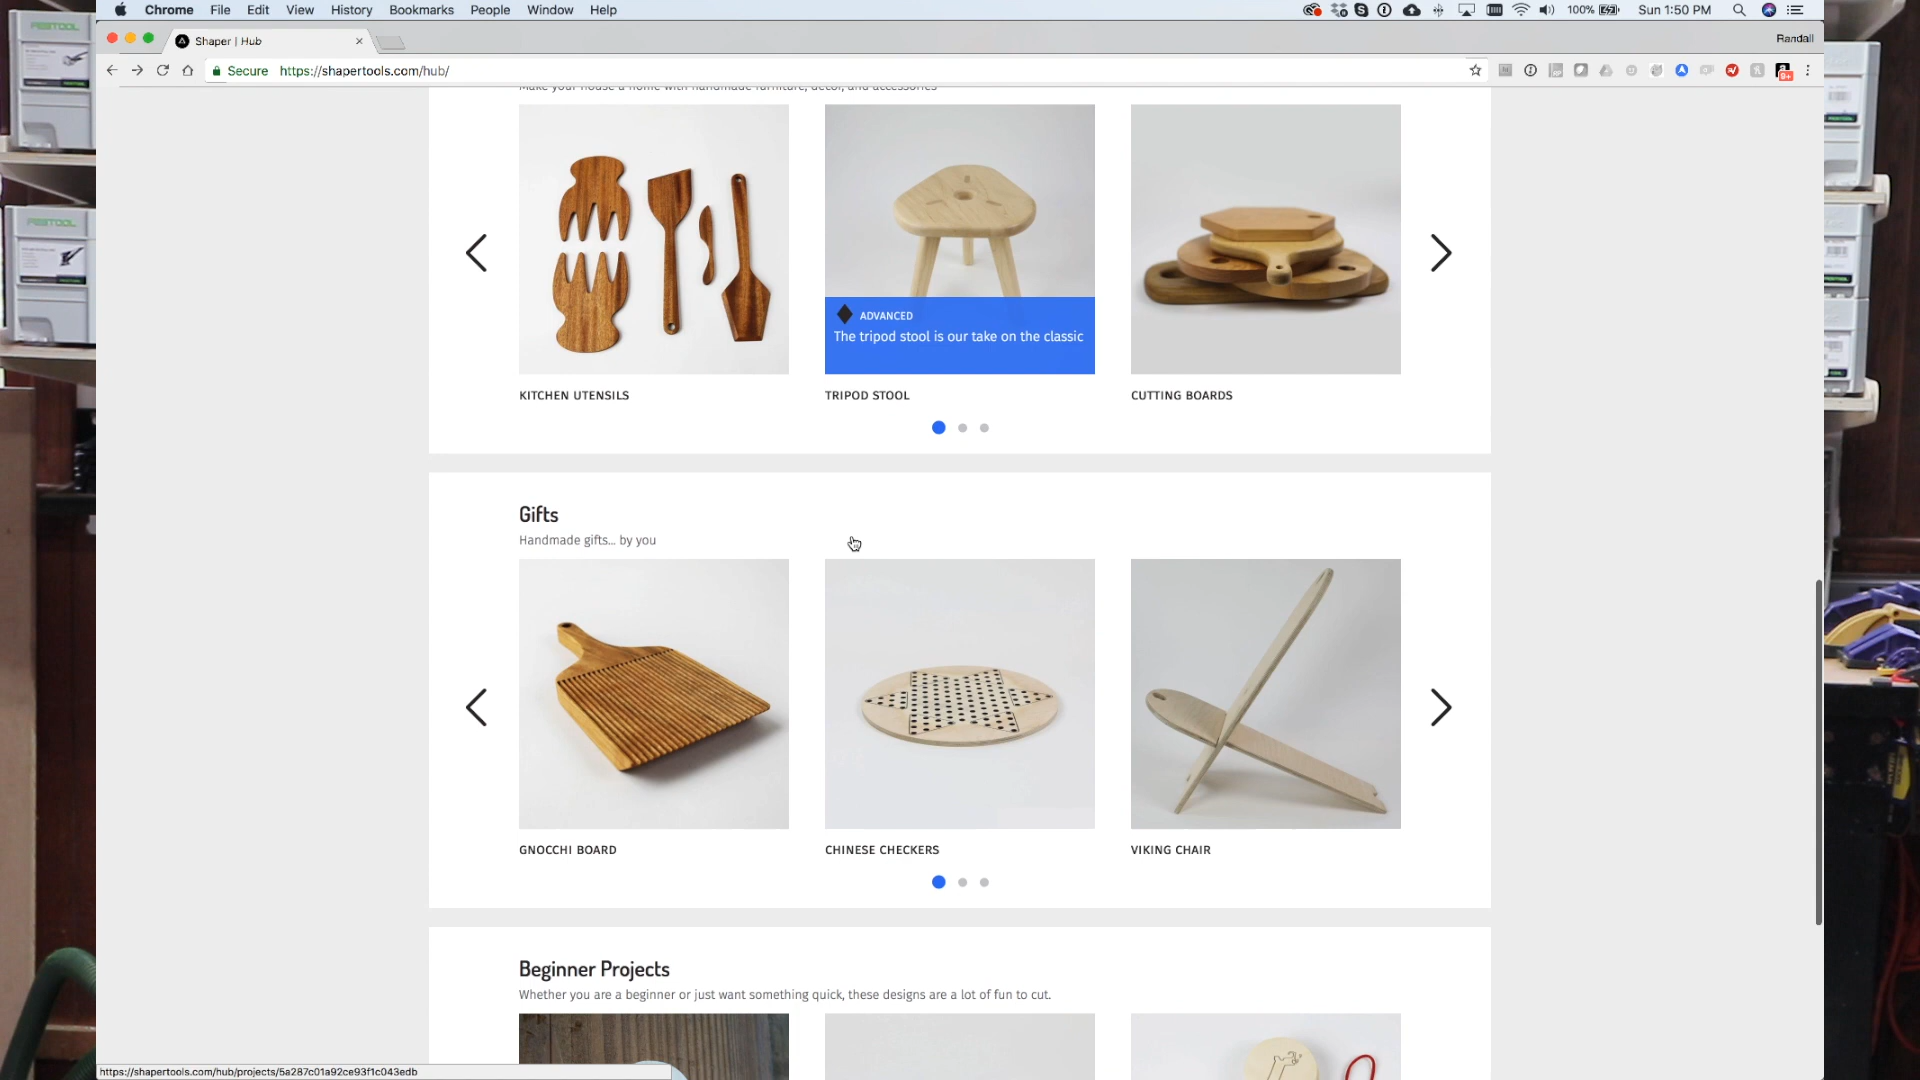 Chrome File Edit View History Bookmarks People Window Help
100% Sun 1:50 PM
Shaper | Hub
Randall
Secure https://shapertools.com/hub/
9+
Make your house a home with handmade furniture, decor, and accessories
ADVANCED
The tripod stool is our take on the classic
KITCHEN UTENSILS
TRIPOD STOOL
CUTTING BOARDS
Gifts
Handmade gifts... by you
GNOCCHI BOARD
CHINESE CHECKERS
VIKING CHAIR
Beginner Projects
Whether you are a beginner or just want something quick, these designs are a lot of fun to cut.
https://shapertools.com/hub/projects/5a287c01a92ce93f1c043edb
FESTOOL
FESTOOL